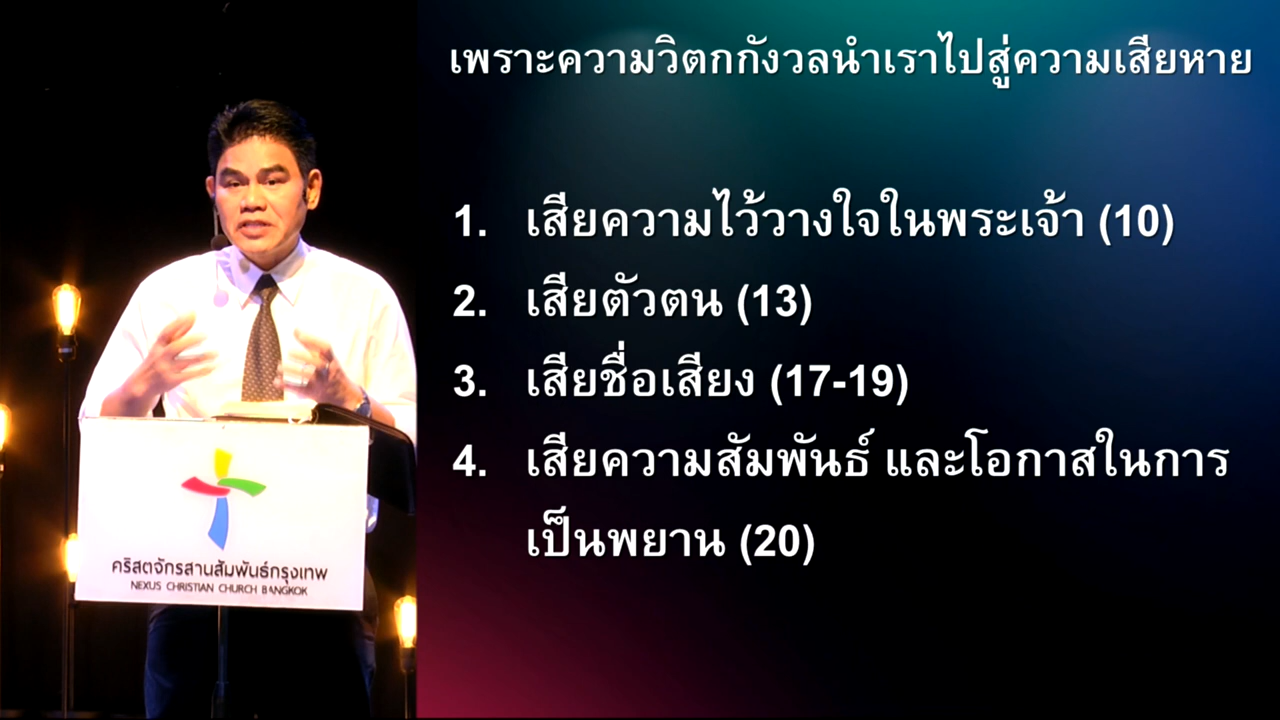 เพราะความวิตกกังวลนำเราไปสู่ความเสียหาย
1. เสียความไว้วางใจในพระเจ้า (10)
2. เสียตัวตน (13)
3. เสียชื่อเสียง (17-19)
4. เสียความสัมพันธ์ และโอกาสในการ
เป็นพยาน (20)
คริสตจักรสานสัมพันธ์กรุงเทพ
NEXUS CHRISTIAN CHURCH BANGKOK